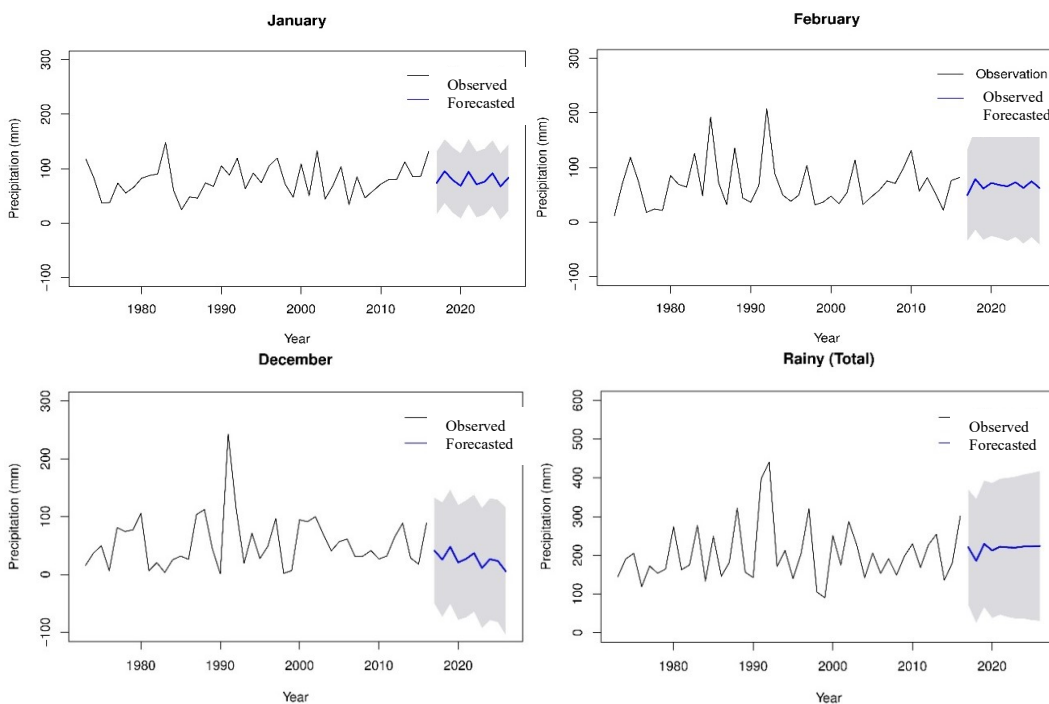 January
300
200
100
0
−100
Precipitation (mm)
Observed
Forecasted
1980
1990
2000
2010
2020
Year
February
300
200
100
0
−100
Precipitation (mm)
Observation
Observed
Forecasted
1980
1990
2000
2010
2020
Year
December
300
200
100
0
−100
Precipitation (mm)
Observed
Forecasted
1980
1990
2000
2010
2020
Year
Rainy (Total)
600
500
400
300
200
100
0
Precipitation (mm)
Observed
Forecasted
1980
1990
2000
2010
2020
Year